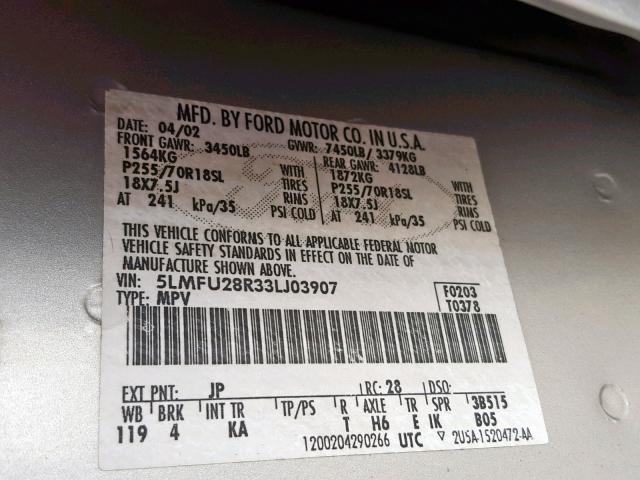 MFD. BY FORD MOTOR CO. IN U.S.A.
DATE: 04/02 GVWR: 7450LB/ 3379KG
FRONT GAWR: 3450LB REAR GAWR: 4128LB
1564KG WITH 1872KG WITH
P255/70R18SL TIRES P255/70R18SL TIRES
18X7.5J RIMS 18X7.5J RIMS
AT 241 kPa/35 PSI COLD AT 241 kPa/35 PSI COLD
THIS VEHICLE CONFORMS TO ALL APPLICABLE FEDERAL MOTOR
VEHICLE SAFETY STANDARDS IN EFFECT ON THE DATE OF
MANUFACTURE SHOWN ABOVE.
VIN: 5LMFU28R33LJ03907 F0203
TYPE: MPV T0378
EXT PNT: JP RC: 28 DSO:
WB BRK INT TR TP/PS R AXLE TR SPR 3B515
119 4 KA T H6 E IK B05
1200204290266 UTC ▽ 2USA-1520472-AA